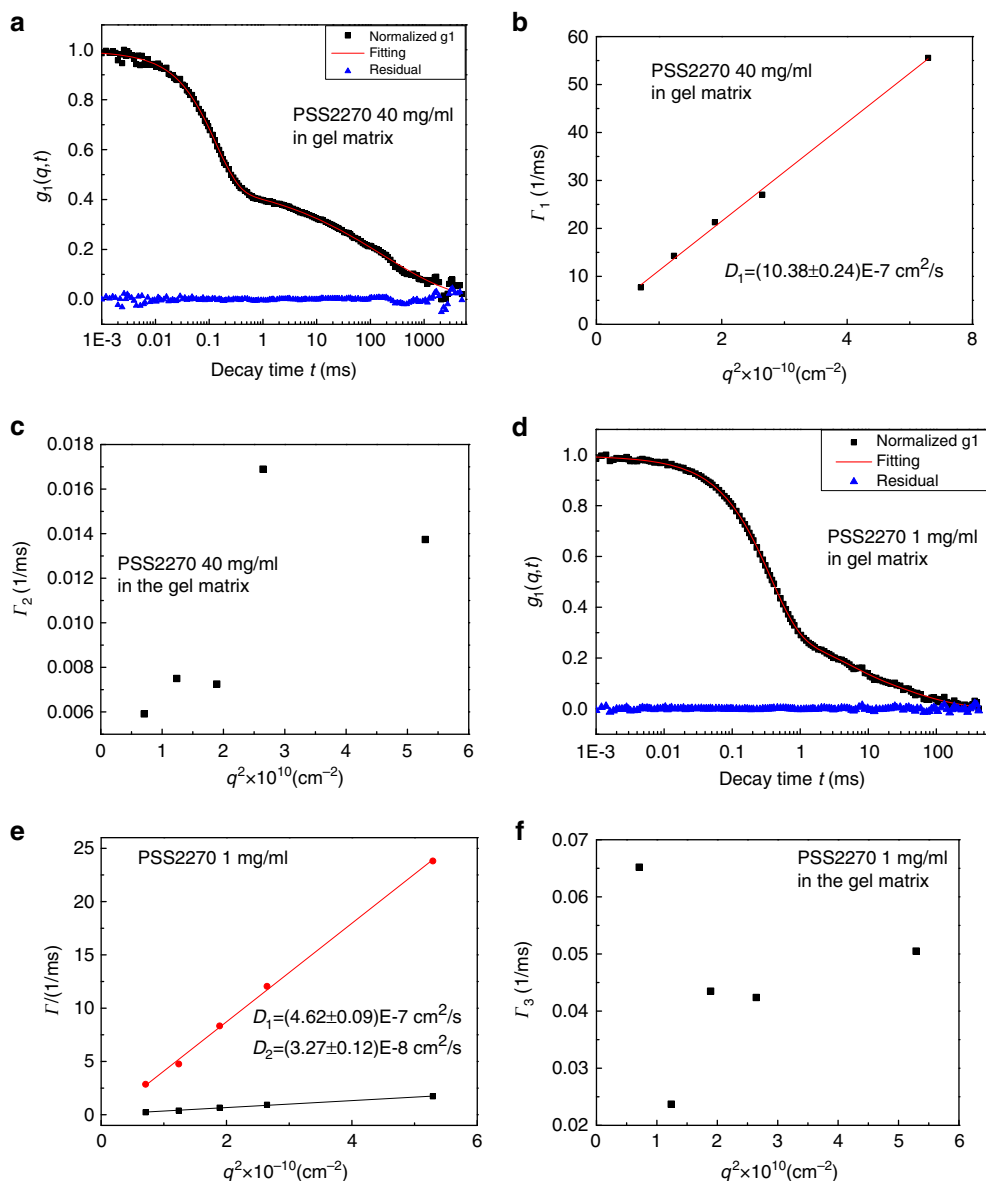 a
Normalized g1
Fitting
Residual
PSS2270 40 mg/ml
in gel matrix
g₁(q,t)
1.0
0.8
0.6
0.4
0.2
0.0
1E-3 0.01 0.1 1 10 100 1000
Decay time t (ms)
b
PSS2270 40 mg/ml
in gel matrix
Γ₁ (1/ms)
60
50
40
30
20
10
0
D₁=(10.38±0.24)E-7 cm²/s
0 2 4 6 8
q²×10⁻¹⁰(cm⁻²)
c
PSS2270 40 mg/ml
in the gel matrix
Γ₂ (1/ms)
0.018
0.016
0.014
0.012
0.010
0.008
0.006
0 1 2 3 4 5 6
q²×10¹⁰(cm⁻²)
d
Normalized g1
Fitting
Residual
PSS2270 1 mg/ml
in gel matrix
g₁(q,t)
1.0
0.8
0.6
0.4
0.2
0.0
1E-3 0.01 0.1 1 10 100
Decay time t (ms)
e
PSS2270 1 mg/ml
Γ/(1/ms)
25
20
15
10
5
0
D₁=(4.62±0.09)E-7 cm²/s
D₂=(3.27±0.12)E-8 cm²/s
0 2 4 6
q²×10⁻¹⁰(cm⁻²)
f
PSS2270 1 mg/ml
in the gel matrix
Γ₃ (1/ms)
0.07
0.06
0.05
0.04
0.03
0.02
0 1 2 3 4 5 6
q²×10¹⁰(cm⁻²)